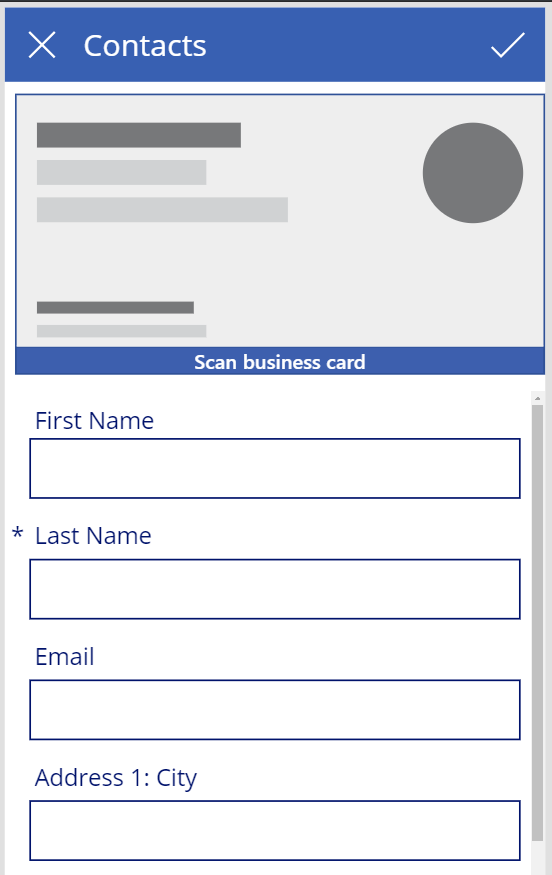 Contacts
Scan business card
First Name
* Last Name
Email
Address 1: City